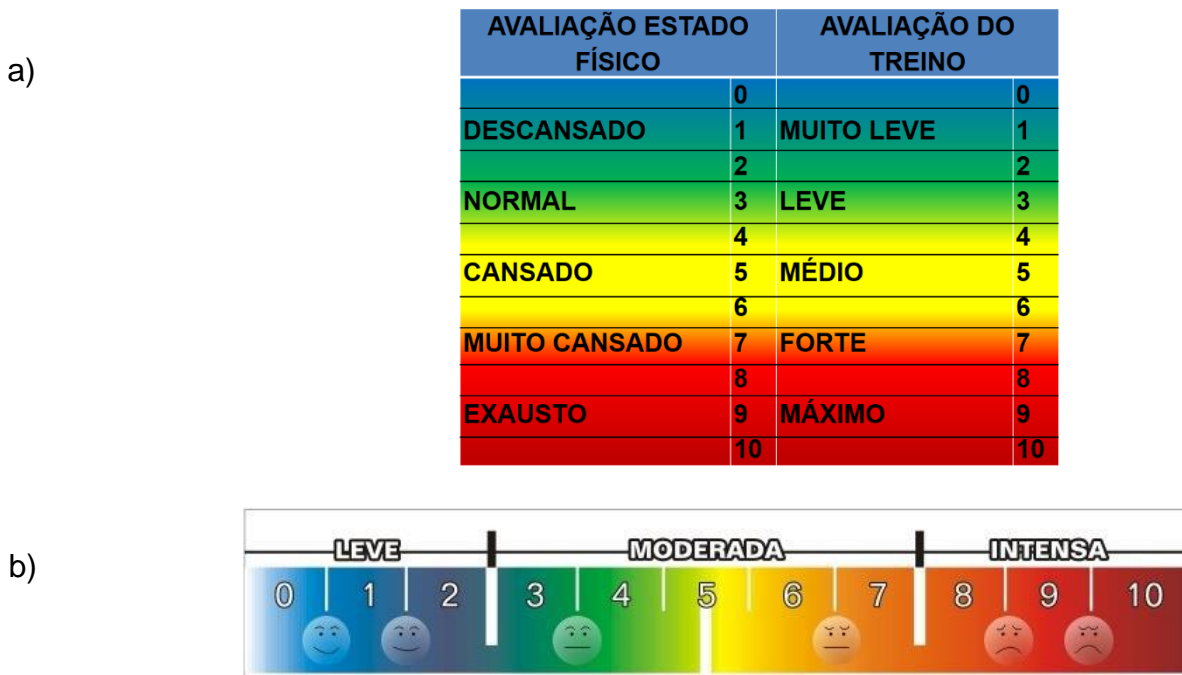 a)
AVALIAÇÃO ESTADO FÍSICO AVALIAÇÃO DO TREINO
0 0
DESCANSADO 1 MUITO LEVE 1
2 2
NORMAL 3 LEVE 3
4 4
CANSADO 5 MÉDIO 5
6 6
MUITO CANSADO 7 FORTE 7
8 8
EXAUSTO 9 MÁXIMO 9
10 10
b)
LEVE MODERADA INTENSA
0 1 2 3 4 5 6 7 8 9 10